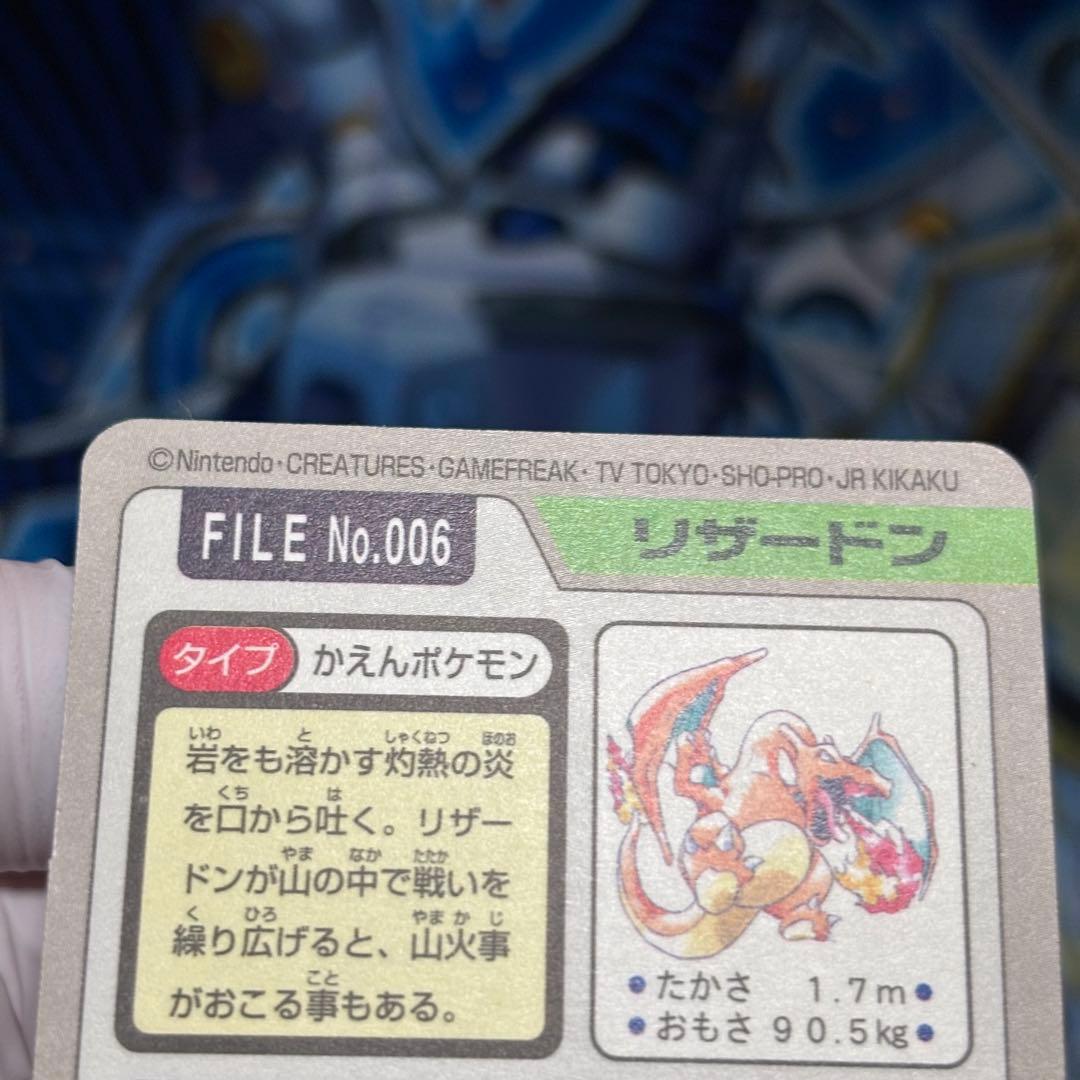 ©Nintendo・CREATURES・GAMEFREAK・TV TOKYO・SHO-PRO・JR KIKAKU
FILE No.006
リザードン
タイプ かえんポケモン
いわ と しゃくねつ ほのお
岩をも溶かす灼熱の炎
くち は
を口から吐く。リザー
やま なか たたか
ドンが山の中で戦いを
く ひろ やまかじ
繰り広げると、山火事
こと
がおこる事もある。
たかさ 1.7m
おもさ 90.5kg